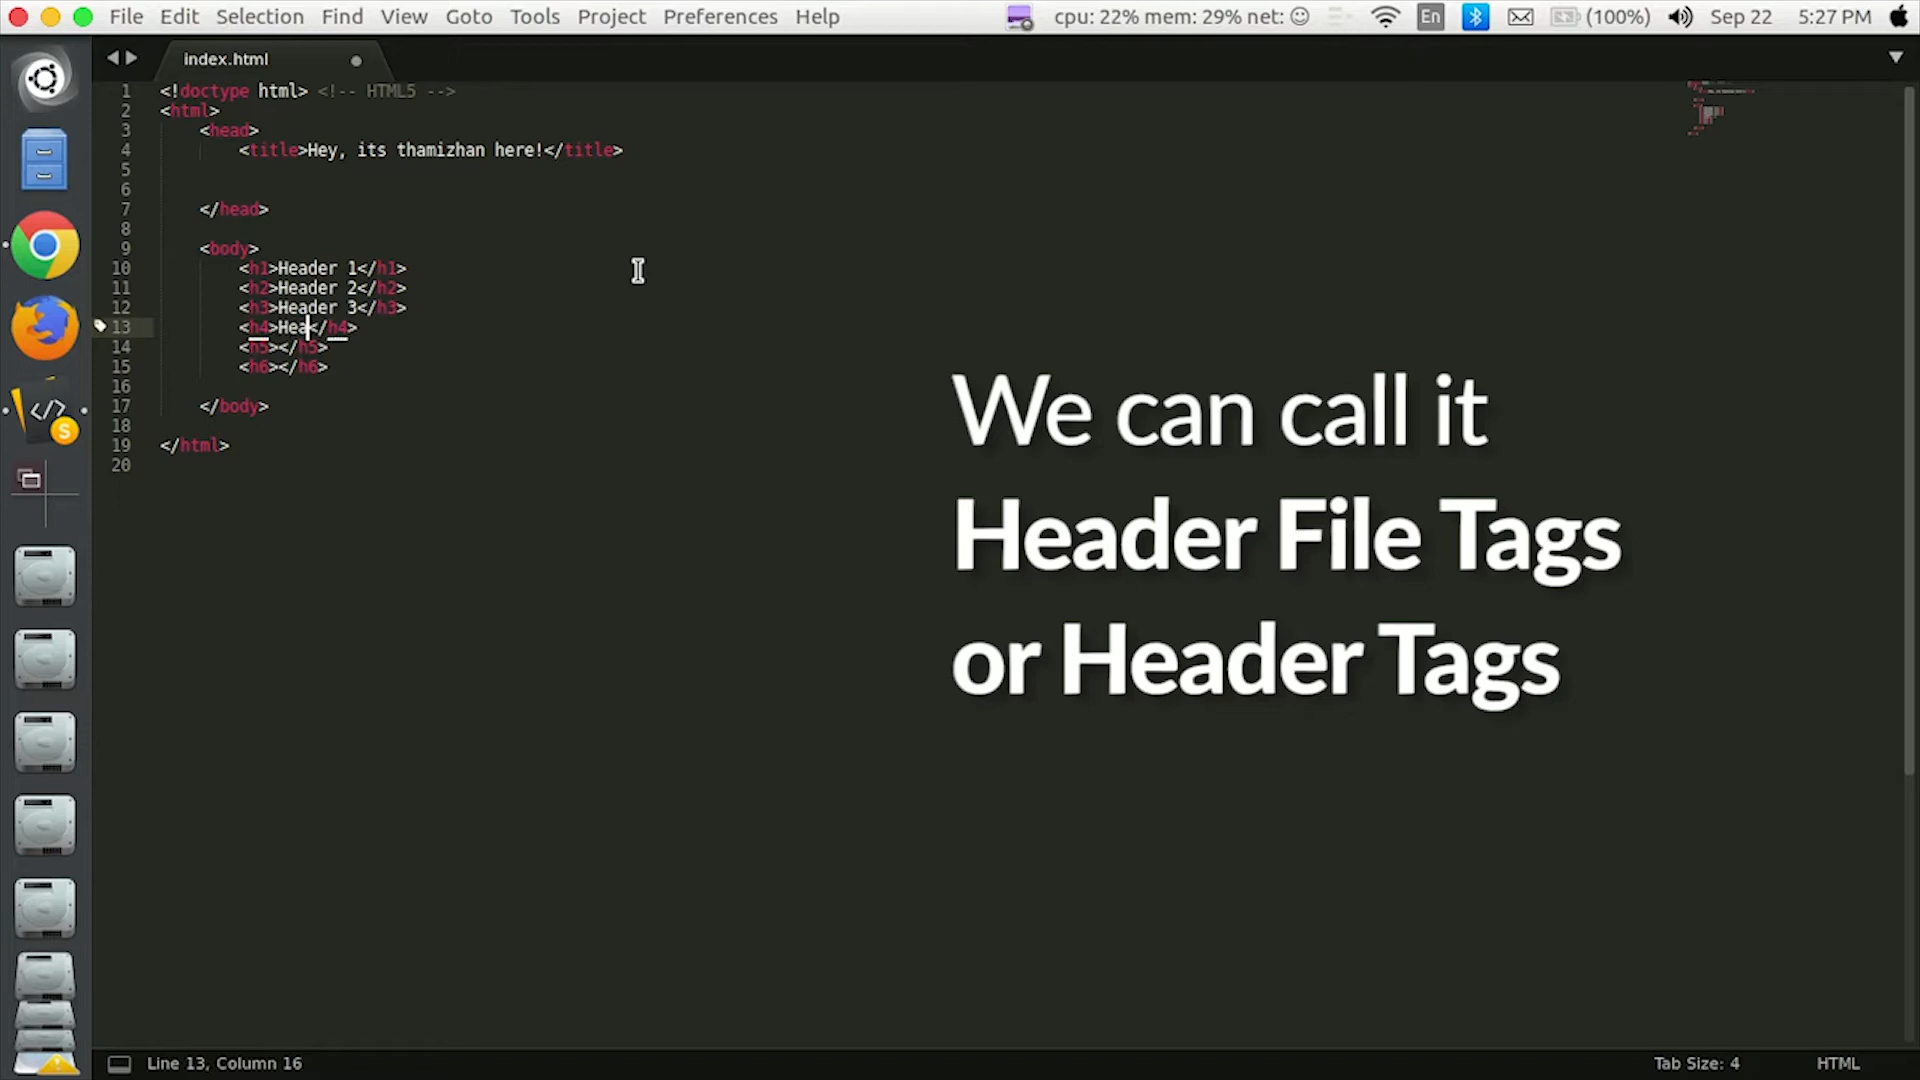 File Edit Selection Find View Goto Tools Project Preferences Help
cpu: 22% mem: 29% net: En (100%) Sep 22 5:27 PM
index.html
1 <!doctype html> <!-- HTML5 -->
2 <html>
3 <head>
4 <title>Hey, its thamizhan here!</title>
5
6
7 </head>
8
9 <body>
10 <h1>Header 1</h1>
11 <h2>Header 2</h2>
12 <h3>Header 3</h3>
13 <h4>Hea</h4>
14 <h5></h5>
15 <h6></h6>
16
17 </body>
18
19 </html>
20
We can call it
Header File Tags
or Header Tags
Line 13, Column 16
Tab Size: 4
HTML